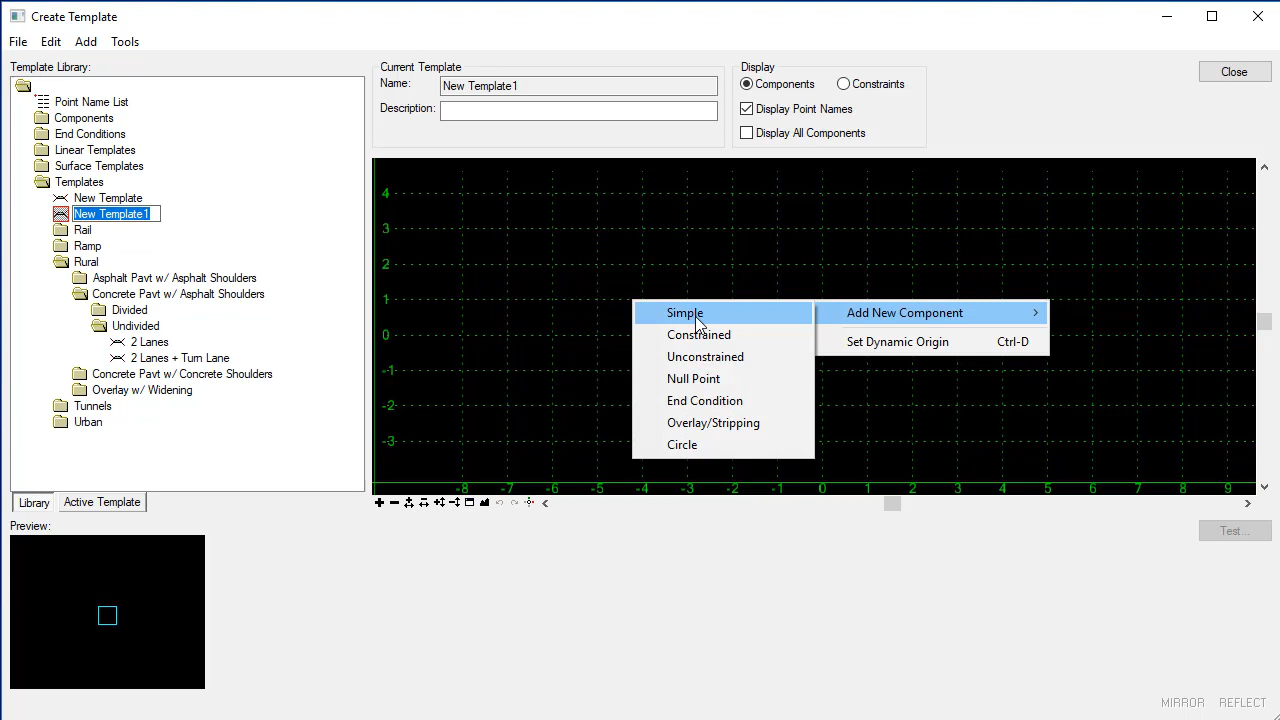 Create Template
File Edit Add Tools
Template Library:
Point Name List
Components
End Conditions
Linear Templates
Surface Templates
Templates
New Template
New Template1
Rail
Ramp
Rural
Asphalt Pavt w/ Asphalt Shoulders
Concrete Pavt w/ Asphalt Shoulders
Divided
Undivided
2 Lanes
2 Lanes + Turn Lane
Concrete Pavt w/ Concrete Shoulders
Overlay w/ Widening
Tunnels
Urban
Library Active Template
Preview:
Current Template
Name: New Template1
Description:
Display
Components Constraints
Display Point Names
Display All Components
Close
4
3
2
1
0
-1
-2
-3
-8 -7 -6 -5 -4 -3 -2 -1 0 1 2 3 4 5 6 7 8 9
Simple
Constrained
Unconstrained
Null Point
End Condition
Overlay/Stripping
Circle
Add New Component
Set Dynamic Origin Ctrl-D
Test...
MIRROR REFLECT